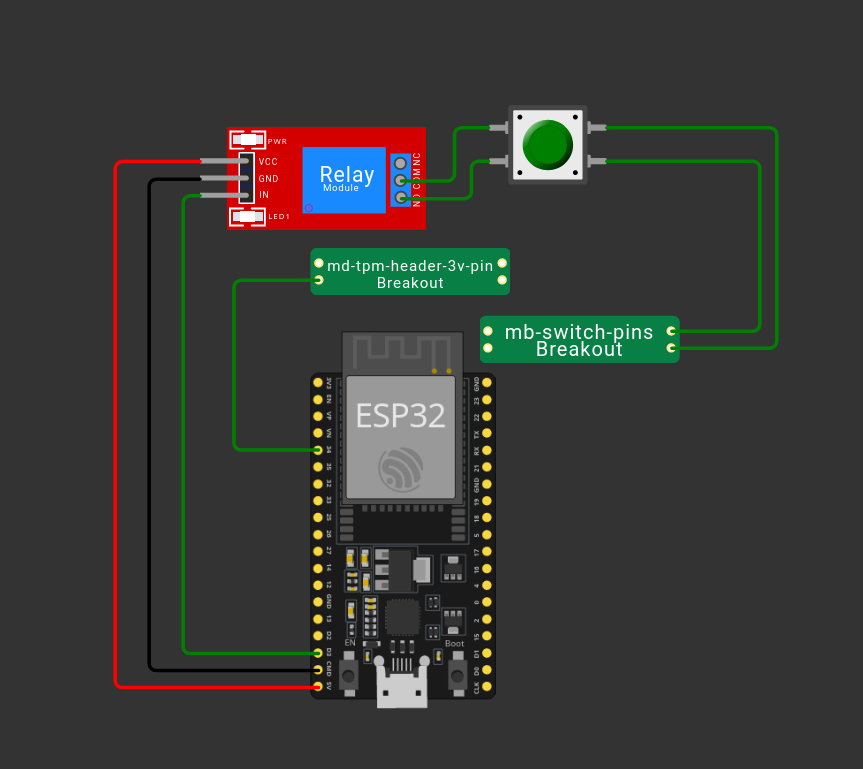 PWR
VCC
GND
IN
LED1
Relay
Module
NC
COM
NO
md-tpm-header-3v-pin
Breakout
mb-switch-pins
Breakout
ESP32
3V3
EN
VP
VN
34
35
32
33
25
26
27
14
12
GND
13
D2
D3
CMD
5V
GND
23
22
TX
RX
21
GND
19
18
5
17
16
4
0
2
15
D1
D0
CLK
EN
Boot